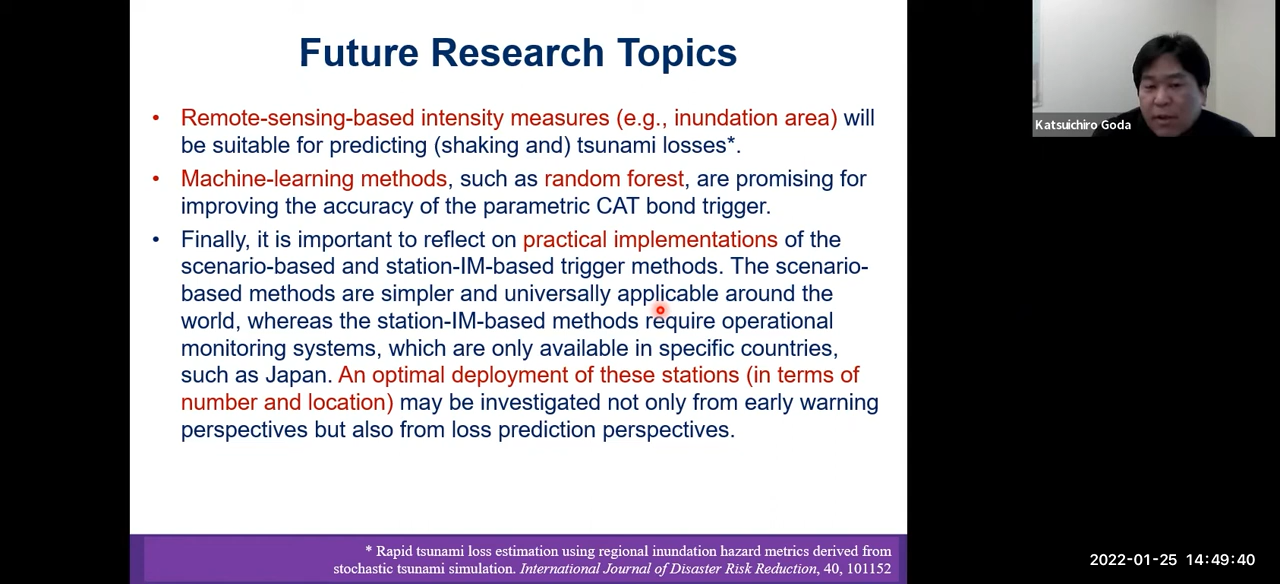 Future Research Topics
• Remote-sensing-based intensity measures (e.g., inundation area) will
be suitable for predicting (shaking and) tsunami losses*.
• Machine-learning methods, such as random forest, are promising for
improving the accuracy of the parametric CAT bond trigger.
• Finally, it is important to reflect on practical implementations of the
scenario-based and station-IM-based trigger methods. The scenario-
based methods are simpler and universally applicable around the
world, whereas the station-IM-based methods require operational
monitoring systems, which are only available in specific countries,
such as Japan. An optimal deployment of these stations (in terms of
number and location) may be investigated not only from early warning
perspectives but also from loss prediction perspectives.
* Rapid tsunami loss estimation using regional inundation hazard metrics derived from
stochastic tsunami simulation. International Journal of Disaster Risk Reduction, 40, 101152
Katsuichiro Goda
2022-01-25 14:49:40